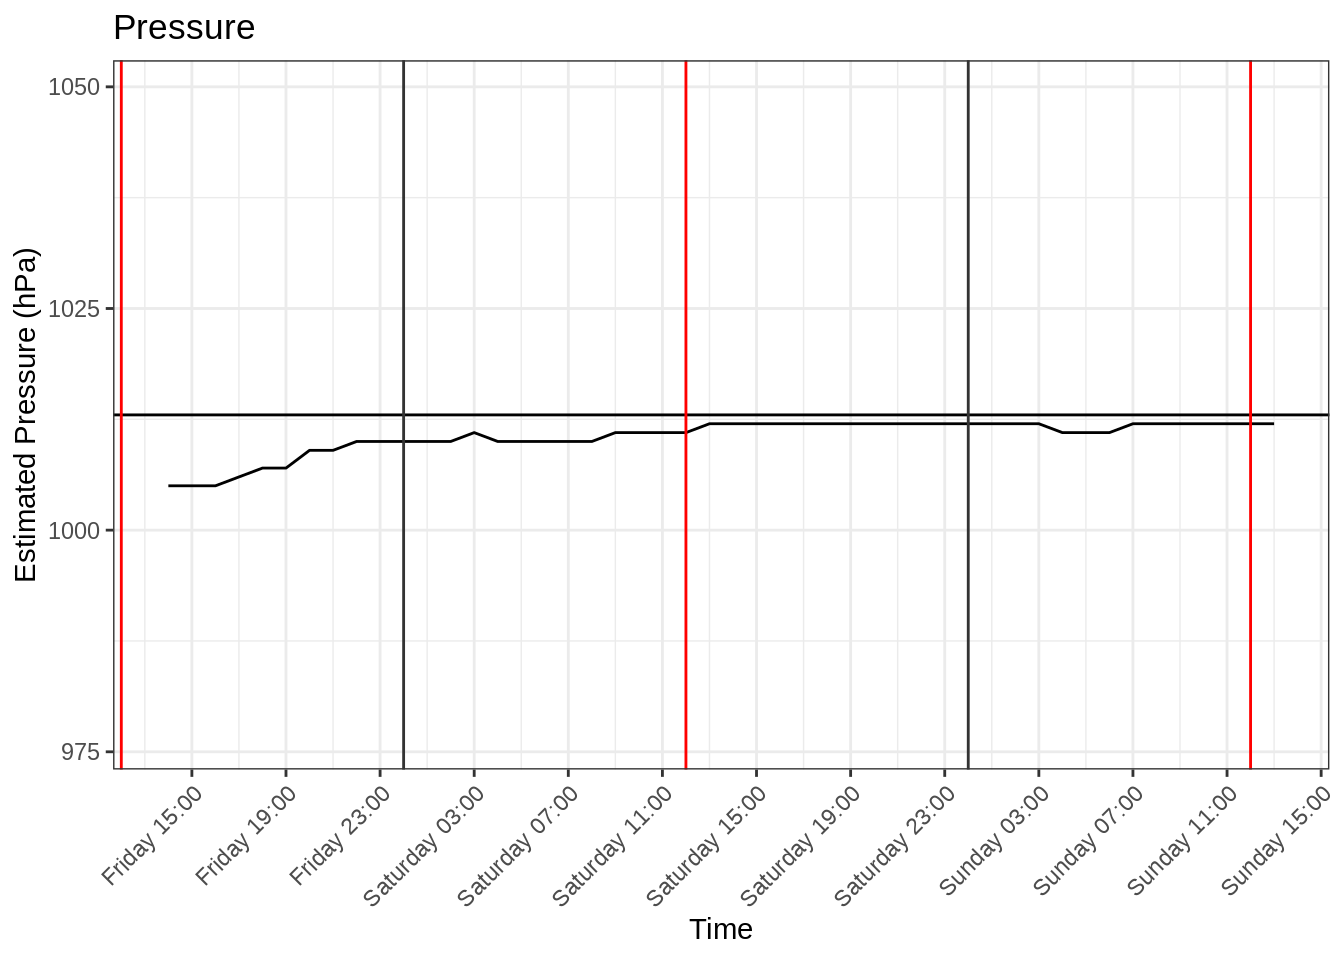 Pressure
Estimated Pressure (hPa)
1050
1025
1000
975
Friday 15:00
Friday 19:00
Friday 23:00
Saturday 03:00
Saturday 07:00
Saturday 11:00
Saturday 15:00
Saturday 19:00
Saturday 23:00
Sunday 03:00
Sunday 07:00
Sunday 11:00
Sunday 15:00
Time